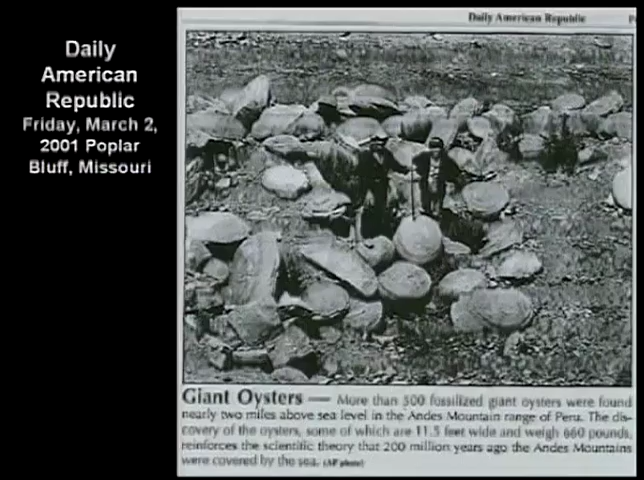 Daily
American
Republic
Friday, March 2,
2001 Poplar
Bluff, Missouri
Daily American Republic
Giant Oysters — More than 500 fossilized giant oysters were found
nearly two miles above sea level in the Andes Mountain range of Peru. The dis-
covery of the oysters, some of which are 11.5 feet wide and weigh 660 pounds,
reinforces the scientific theory that 200 million years ago the Andes Mountains
were covered by the sea. (AP photo)